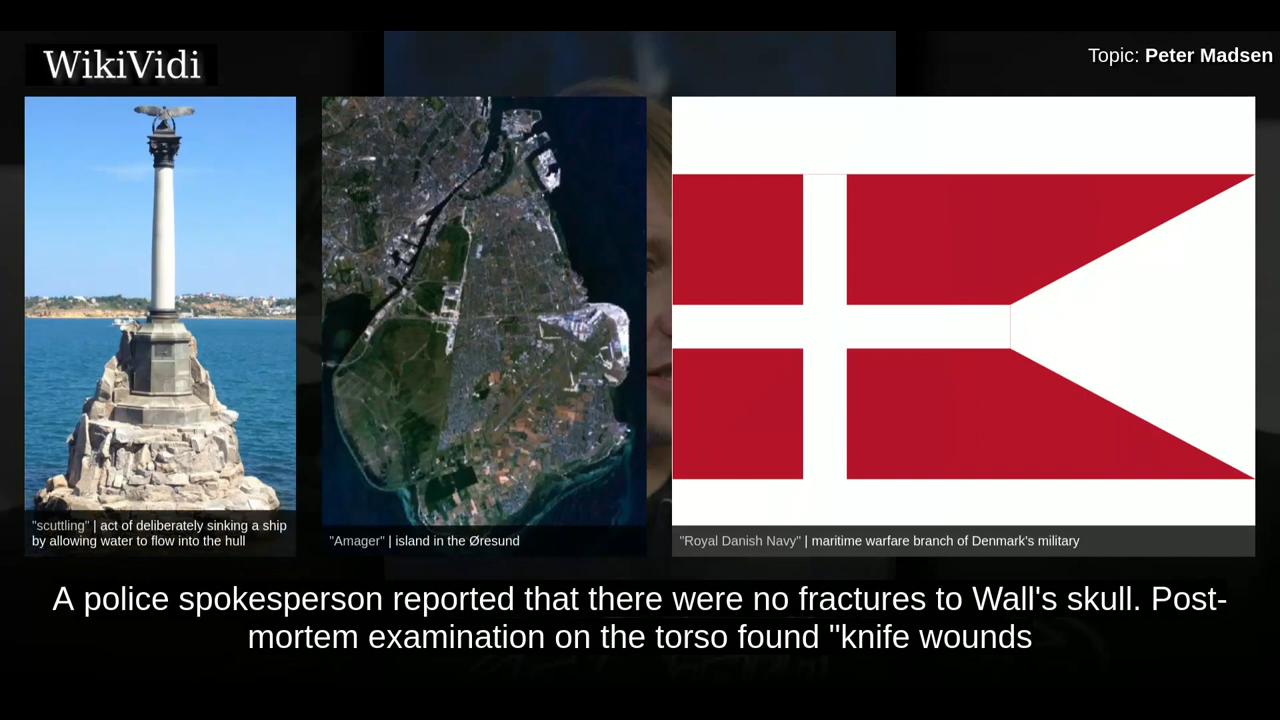 WikiVidi
Topic: Peter Madsen
"scuttling" | act of deliberately sinking a ship
by allowing water to flow into the hull
"Amager" | island in the Øresund
"Royal Danish Navy" | maritime warfare branch of Denmark's military
A police spokesperson reported that there were no fractures to Wall's skull. Post-
mortem examination on the torso found "knife wounds